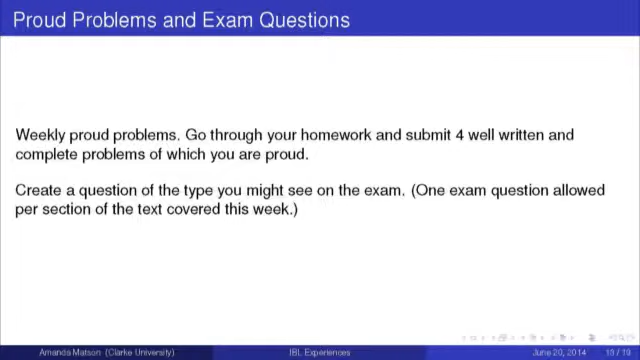 Proud Problems and Exam Questions
Weekly proud problems. Go through your homework and submit 4 well written and
complete problems of which you are proud.
Create a question of the type you might see on the exam. (One exam question allowed
per section of the text covered this week.)
Amanda Matson (Clarke University) IBL Experiences June 20, 2014 10 / 19